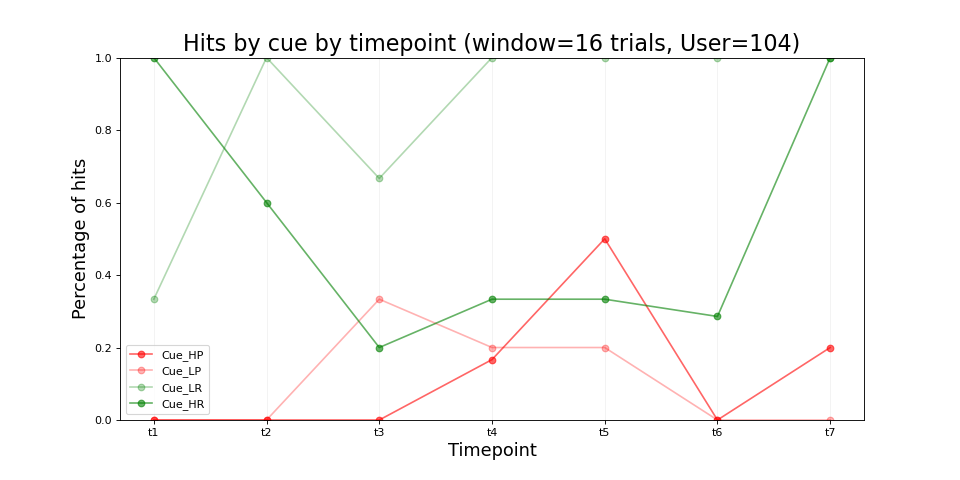 Hits by cue by timepoint (window=16 trials, User=104)
Percentage of hits
1.0
0.8
0.6
0.4
0.2
0.0
Cue_HP
Cue_LP
Cue_LR
Cue_HR
t1 t2 t3 t4 t5 t6 t7
Timepoint